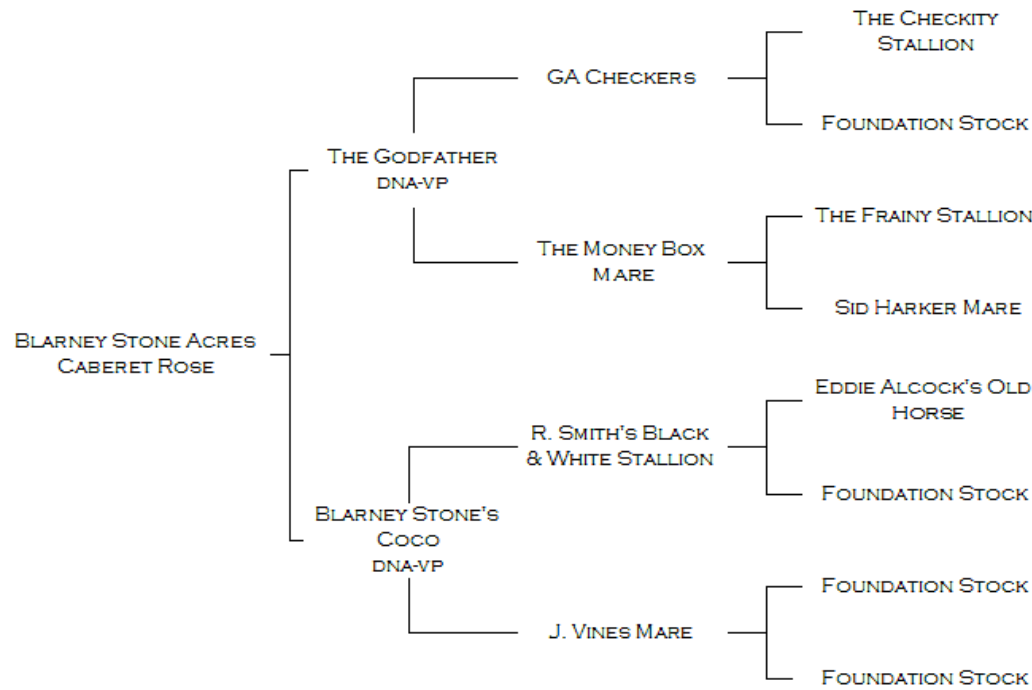 The Checkity
Stallion
GA Checkers
Foundation Stock
The Godfather
DNA-VP
The Frainy Stallion
The Money Box
Mare
Sid Harker Mare
Blarney Stone Acres
Caberet Rose
Eddie Alcock's Old
Horse
R. Smith's Black
& White Stallion
Foundation Stock
Blarney Stone's
Coco
DNA-VP
Foundation Stock
J. Vines Mare
Foundation Stock